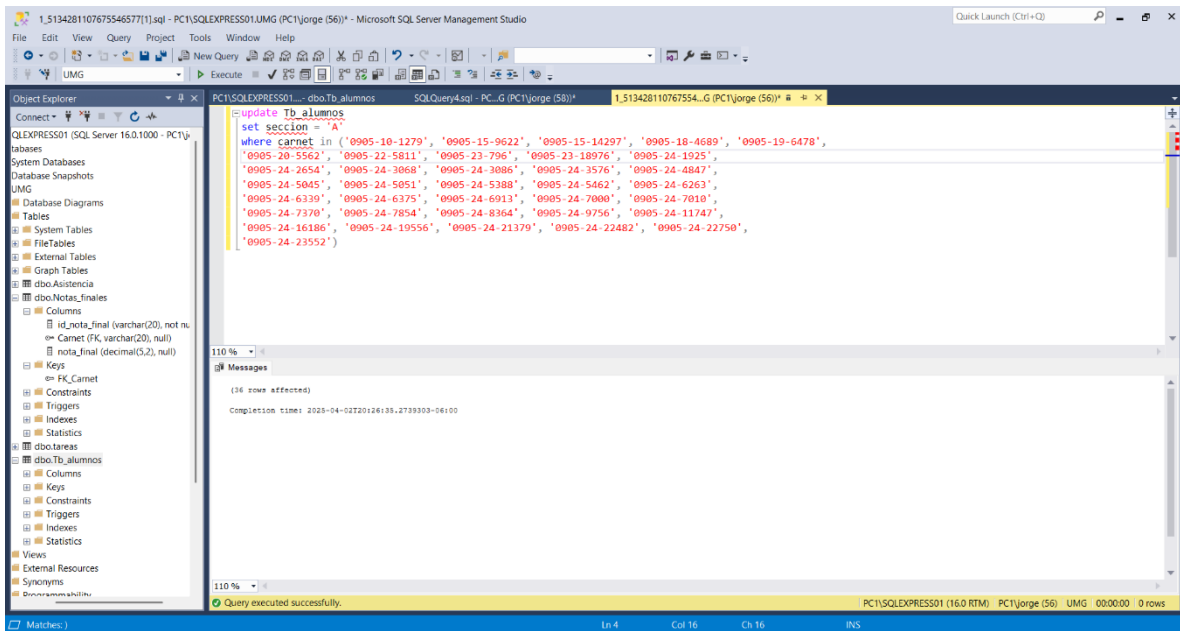 1_5134281107675546577[1].sql - PC1\SQLEXPRESS01.UMG (PC1\jorge (56))* - Microsoft SQL Server Management Studio
Quick Launch (Ctrl+Q)
File Edit View Query Project Tools Window Help
New Query
UMG
Execute
Object Explorer
PC1\SQLEXPRESS01....- dbo.Tb_alumnos
SQLQuery4.sql - PC...G (PC1\jorge (58))*
1_513428110767554...G (PC1\jorge (56))*
Connect
QLEXPRESS01 (SQL Server 16.0.1000 - PC1\j
tabases
System Databases
Database Snapshots
UMG
Database Diagrams
Tables
System Tables
FileTables
External Tables
Graph Tables
dbo.Asistencia
dbo.Notas_finales
Columns
id_nota_final (varchar(20), not nu
Carnet (FK, varchar(20), null)
nota_final (decimal(5,2), null)
Keys
FK_Carnet
Constraints
Triggers
Indexes
Statistics
dbo.tareas
dbo.Tb_alumnos
Columns
Keys
Constraints
Triggers
Indexes
Statistics
Views
External Resources
Synonyms
Programmability
update Tb_alumnos
set seccion = 'A'
where carnet in ('0905-10-1279', '0905-15-9622', '0905-15-14297', '0905-18-4689', '0905-19-6478',
'0905-20-5562', '0905-22-5811', '0905-23-796', '0905-23-18976', '0905-24-1925',
'0905-24-2654', '0905-24-3068', '0905-24-3086', '0905-24-3576', '0905-24-4847',
'0905-24-5045', '0905-24-5051', '0905-24-5388', '0905-24-5462', '0905-24-6263',
'0905-24-6339', '0905-24-6375', '0905-24-6913', '0905-24-7000', '0905-24-7010',
'0905-24-7370', '0905-24-7854', '0905-24-8364', '0905-24-9756', '0905-24-11747',
'0905-24-16186', '0905-24-19556', '0905-24-21379', '0905-24-22482', '0905-24-22750',
'0905-24-23552')
110 %
Messages
(36 rows affected)
Completion time: 2025-04-02T20:26:35.2739303-06:00
110 %
Query executed successfully.
PC1\SQLEXPRESS01 (16.0 RTM) PC1\jorge (56) UMG 00:00:00 0 rows
Matches: )
Ln 4 Col 16 Ch 16 INS